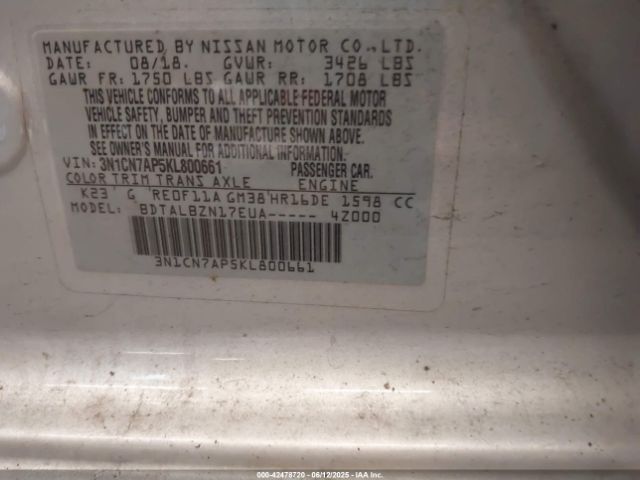 MANUFACTURED BY NISSAN MOTOR CO., LTD.
DATE: 08/18. GVWR: 3426 LBS
GAWR FR: 1750 LBS GAWR RR: 1708 LBS
THIS VEHICLE CONFORMS TO ALL APPLICABLE FEDERAL MOTOR
VEHICLE SAFETY, BUMPER AND THEFT PREVENTION STANDARDS
IN EFFECT ON THE DATE OF MANUFACTURE SHOWN ABOVE.
SEE OWNER'S MANUAL FOR ADDITIONAL INFORMATION.
VIN: 3N1CN7AP5KL800661 PASSENGER CAR.
COLOR TRIM TRANS AXLE ENGINE
K23 G RE0F11A GM38 HR16DE 1598 CC
MODEL: BDTALBZN17EUA----- 4Z000
3N1CN7AP5KL800661
000-42478720 - 06/12/2025 - IAA Inc.